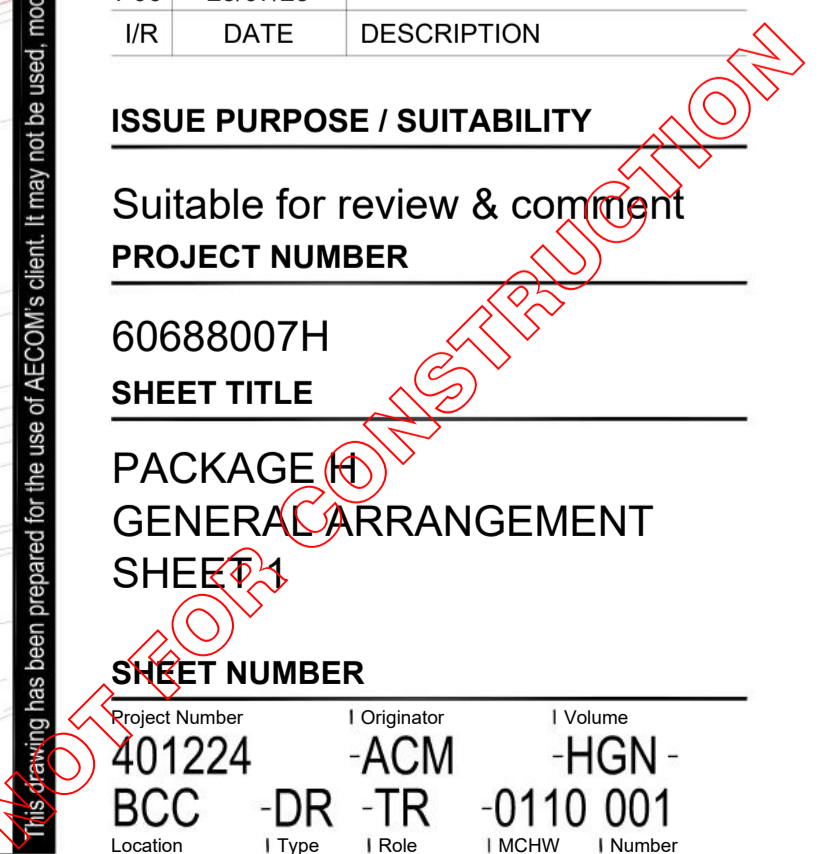 I/R DATE DESCRIPTION
ISSUE PURPOSE / SUITABILITY
Suitable for review & comment
PROJECT NUMBER
60688007H
SHEET TITLE
PACKAGE H
GENERAL ARRANGEMENT
SHEET 1
SHEET NUMBER
Project Number | Originator | Volume
401224 -ACM -HGN -
BCC -DR -TR -0110 001
Location | Type | Role | MCHW | Number
NOT FOR CONSTRUCTION
This drawing has been prepared for the use of AECOM's client. It may not be used,